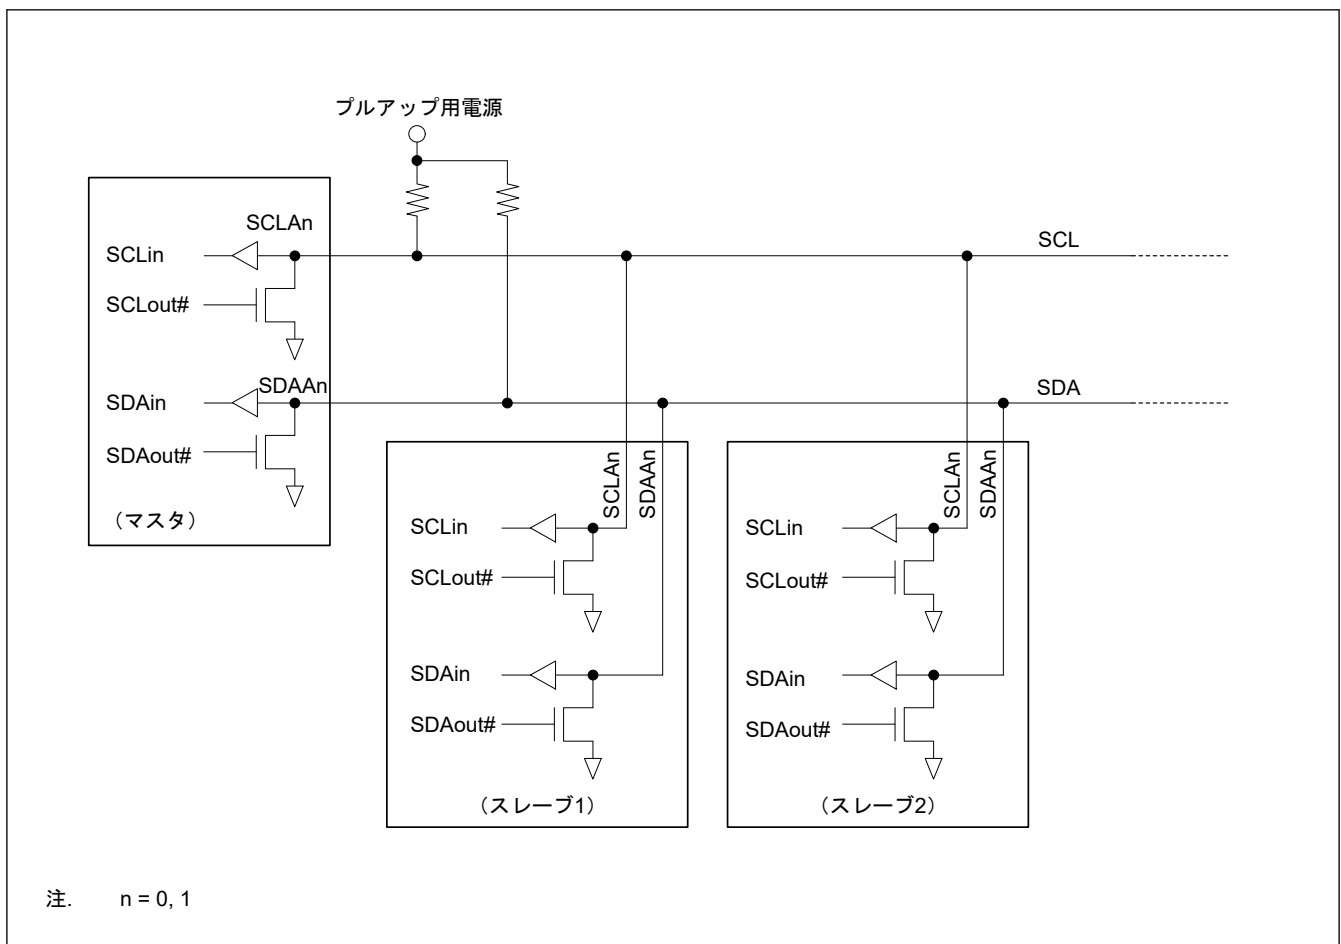 プルアップ用電源
SCLAn
SCLin
SCLout#
SDAAn
SDAin
SDAout#
（マスタ）
SCL
SDA
SCLAn
SDAAn
SCLin
SCLout#
SDAin
SDAout#
（スレーブ1）
SCLAn
SDAAn
SCLin
SCLout#
SDAin
SDAout#
（スレーブ2）
注. n = 0, 1